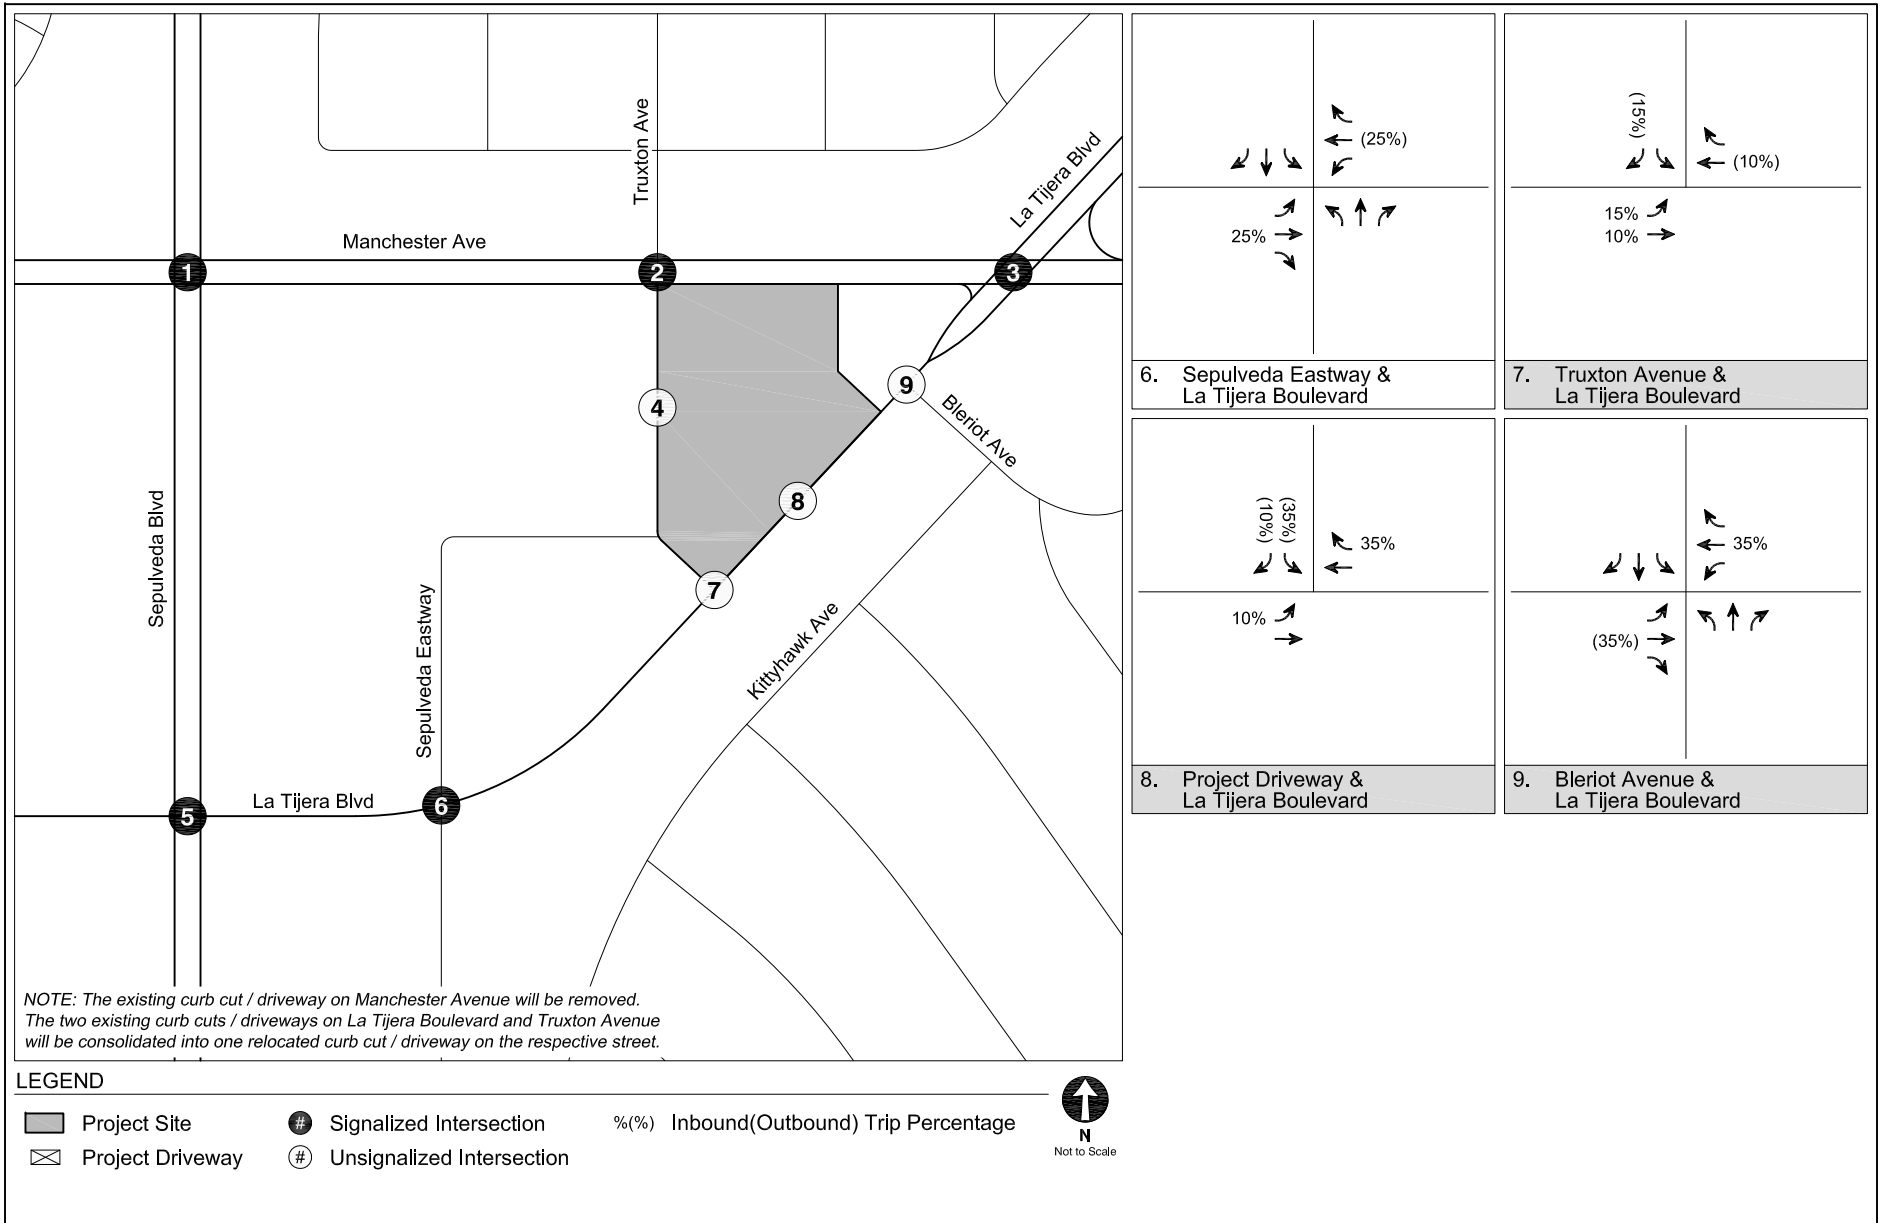 Truxton Ave
La Tijera Blvd
Manchester Ave
1
2
3
4
9
Bleriot Ave
8
Sepulveda Blvd
7
Sepulveda Eastway
Kittyhawk Ave
La Tijera Blvd
5
6
NOTE: The existing curb cut / driveway on Manchester Avenue will be removed.
The two existing curb cuts / driveways on La Tijera Boulevard and Truxton Avenue
will be consolidated into one relocated curb cut / driveway on the respective street.
(25%)
25%
6. Sepulveda Eastway &
La Tijera Boulevard
(15%)
(10%)
15%
10%
7. Truxton Avenue &
La Tijera Boulevard
(10%)
(35%)
35%
10%
8. Project Driveway &
La Tijera Boulevard
35%
(35%)
9. Bleriot Avenue &
La Tijera Boulevard
LEGEND
Project Site
# Signalized Intersection
%(%) Inbound(Outbound) Trip Percentage
Project Driveway
# Unsignalized Intersection
N
Not to Scale